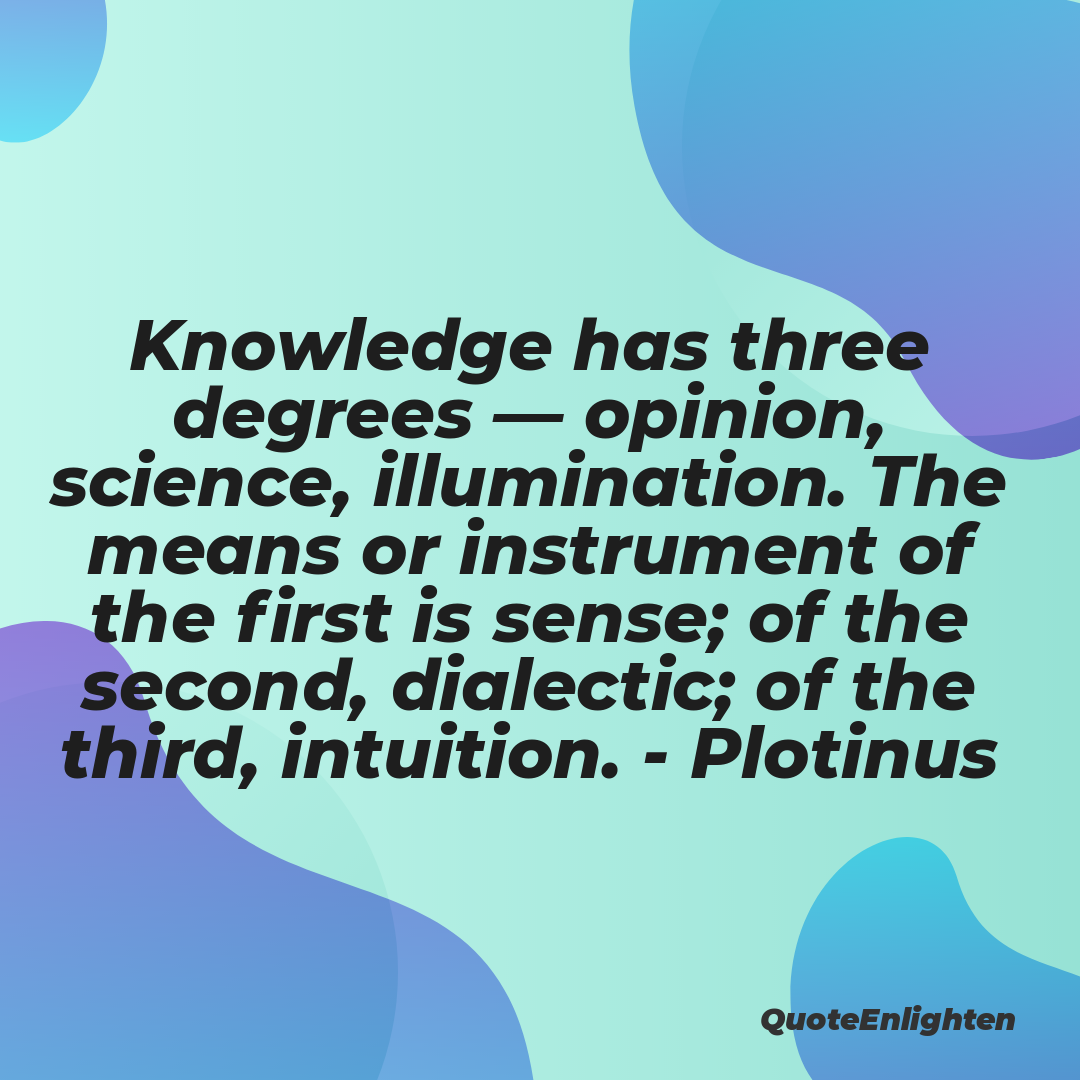 Knowledge has three
degrees — opinion,
science, illumination. The
means or instrument of
the first is sense; of the
second, dialectic; of the
third, intuition. - Plotinus
QuoteEnlighten